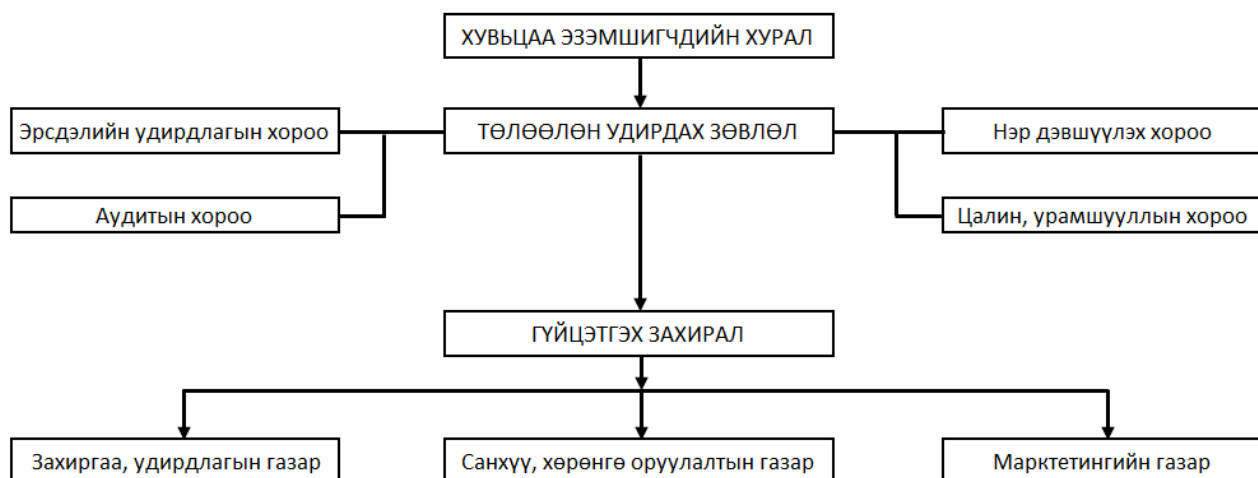 ХУВЬЦАА ЭЗЭМШИГЧДИЙН ХУРАЛ
Эрсдэлийн удирдлагын хороо
ТӨЛӨӨЛӨН УДИРДАХ ЗӨВЛӨЛ
Нэр дэвшүүлэх хороо
Аудитын хороо
Цалин, урамшууллын хороо
ГҮЙЦЭТГЭХ ЗАХИРАЛ
Захиргаа, удирдлагын газар
Санхүү, хөрөнгө оруулалтын газар
Марктетингийн газар